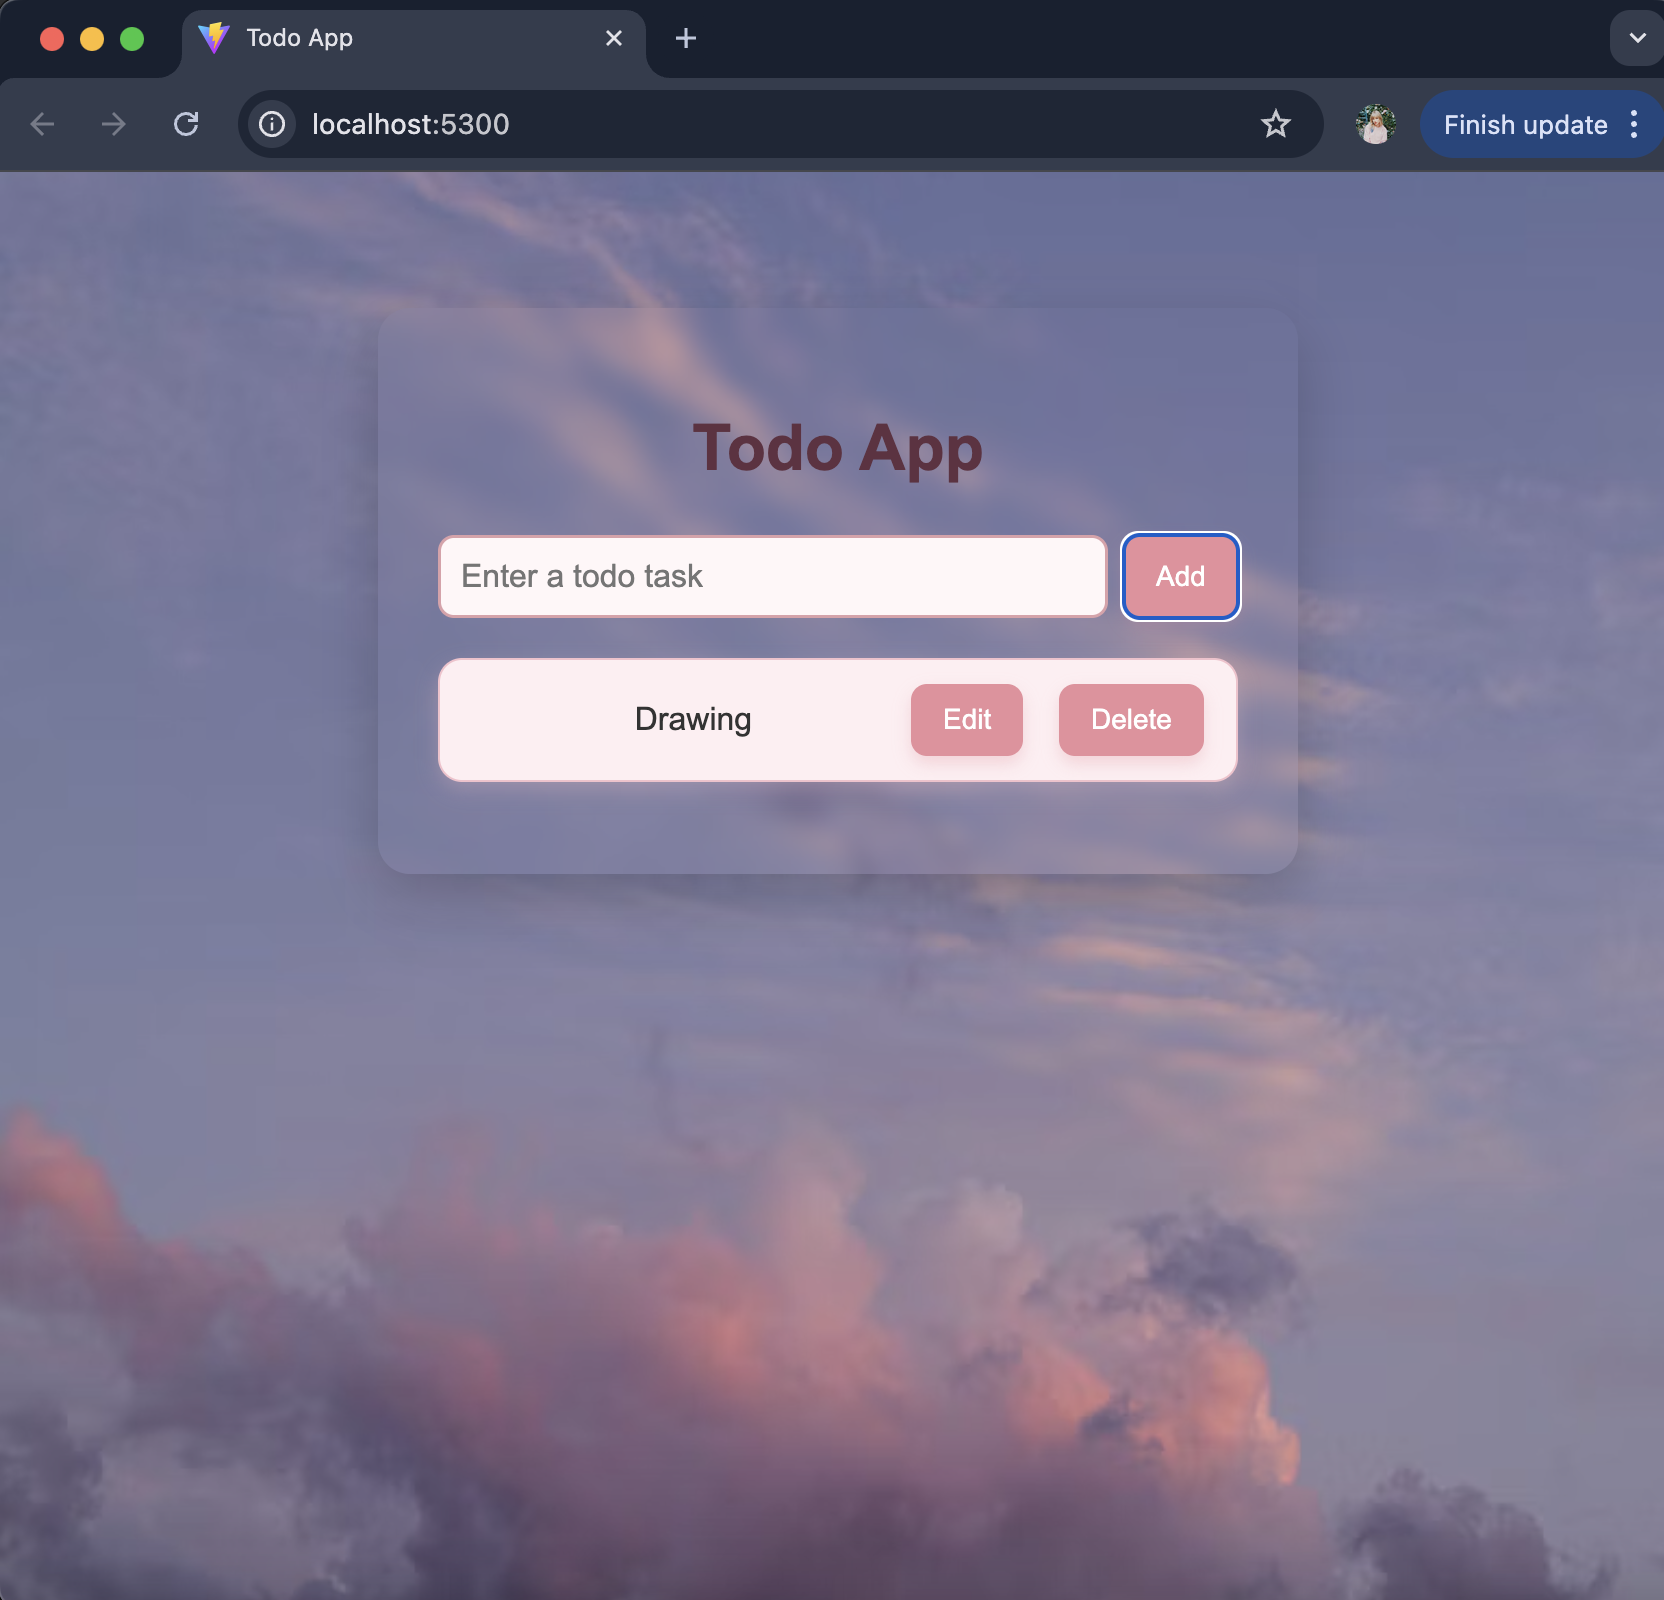 Todo App
localhost:5300
Finish update
Todo App
Enter a todo task
Add
Drawing
Edit
Delete